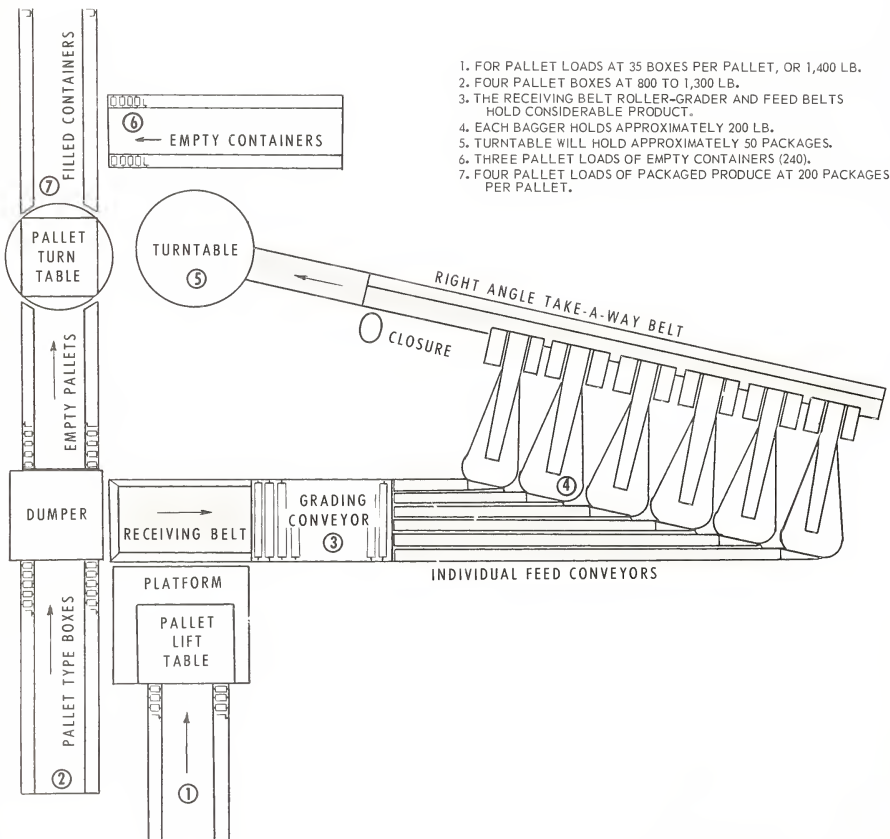 1. FOR PALLET LOADS AT 35 BOXES PER PALLET, OR 1,400 LB.
2. FOUR PALLET BOXES AT 800 TO 1,300 LB.
3. THE RECEIVING BELT ROLLER-GRADER AND FEED BELTS
HOLD CONSIDERABLE PRODUCT.
4. EACH BAGGER HOLDS APPROXIMATELY 200 LB.
5. TURNTABLE WILL HOLD APPROXIMATELY 50 PACKAGES.
6. THREE PALLET LOADS OF EMPTY CONTAINERS (240).
7. FOUR PALLET LOADS OF PACKAGED PRODUCE AT 200 PACKAGES
PER PALLET.
FILLED CONTAINERS
7
6
EMPTY CONTAINERS
PALLET
TURN
TABLE
TURNTABLE
5
RIGHT ANGLE TAKE-A-WAY BELT
CLOSURE
EMPTY PALLETS
DUMPER
RECEIVING BELT
GRADING
CONVEYOR
3
4
INDIVIDUAL FEED CONVEYORS
PLATFORM
PALLET
LIFT
TABLE
PALLET TYPE BOXES
2
1